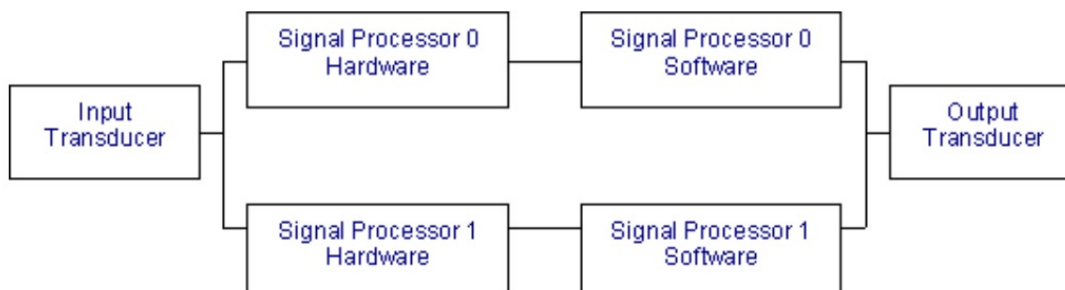 Signal Processor 0
Hardware
Signal Processor 0
Software
Input
Transducer
Output
Transducer
Signal Processor 1
Hardware
Signal Processor 1
Software